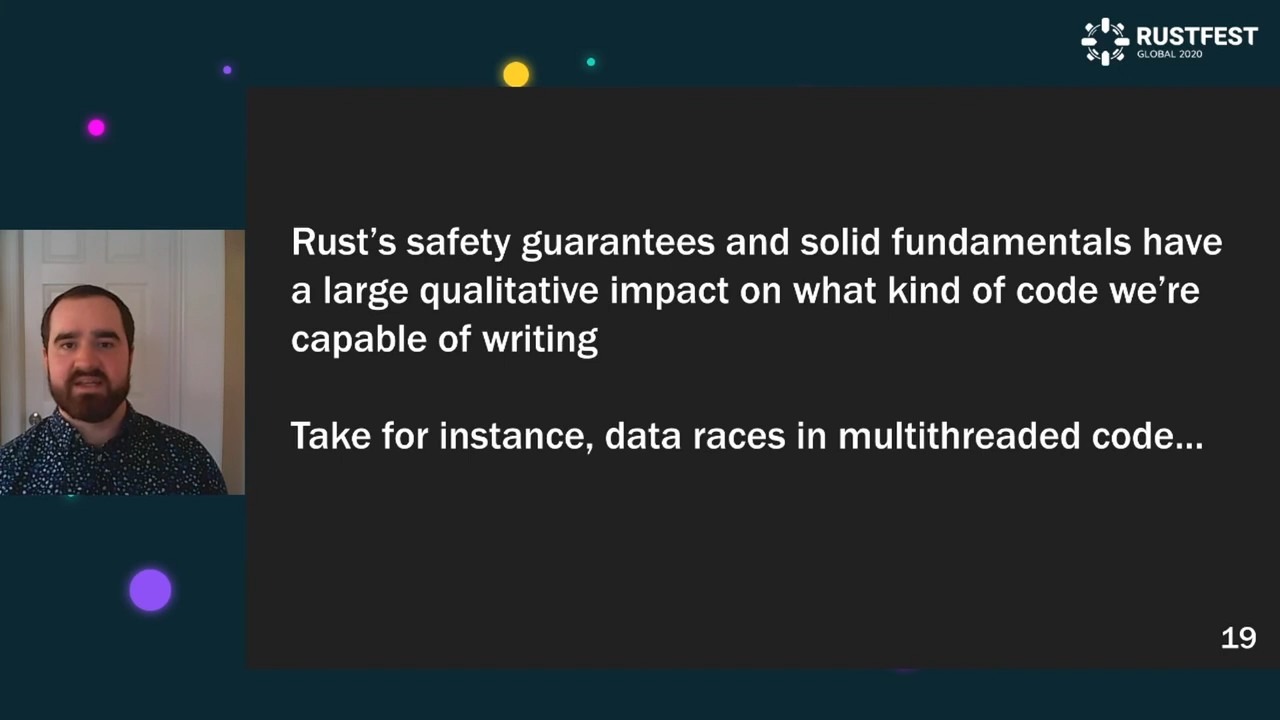 RUSTFEST
GLOBAL 2020
Rust’s safety guarantees and solid fundamentals have
a large qualitative impact on what kind of code we’re
capable of writing
Take for instance, data races in multithreaded code...
19